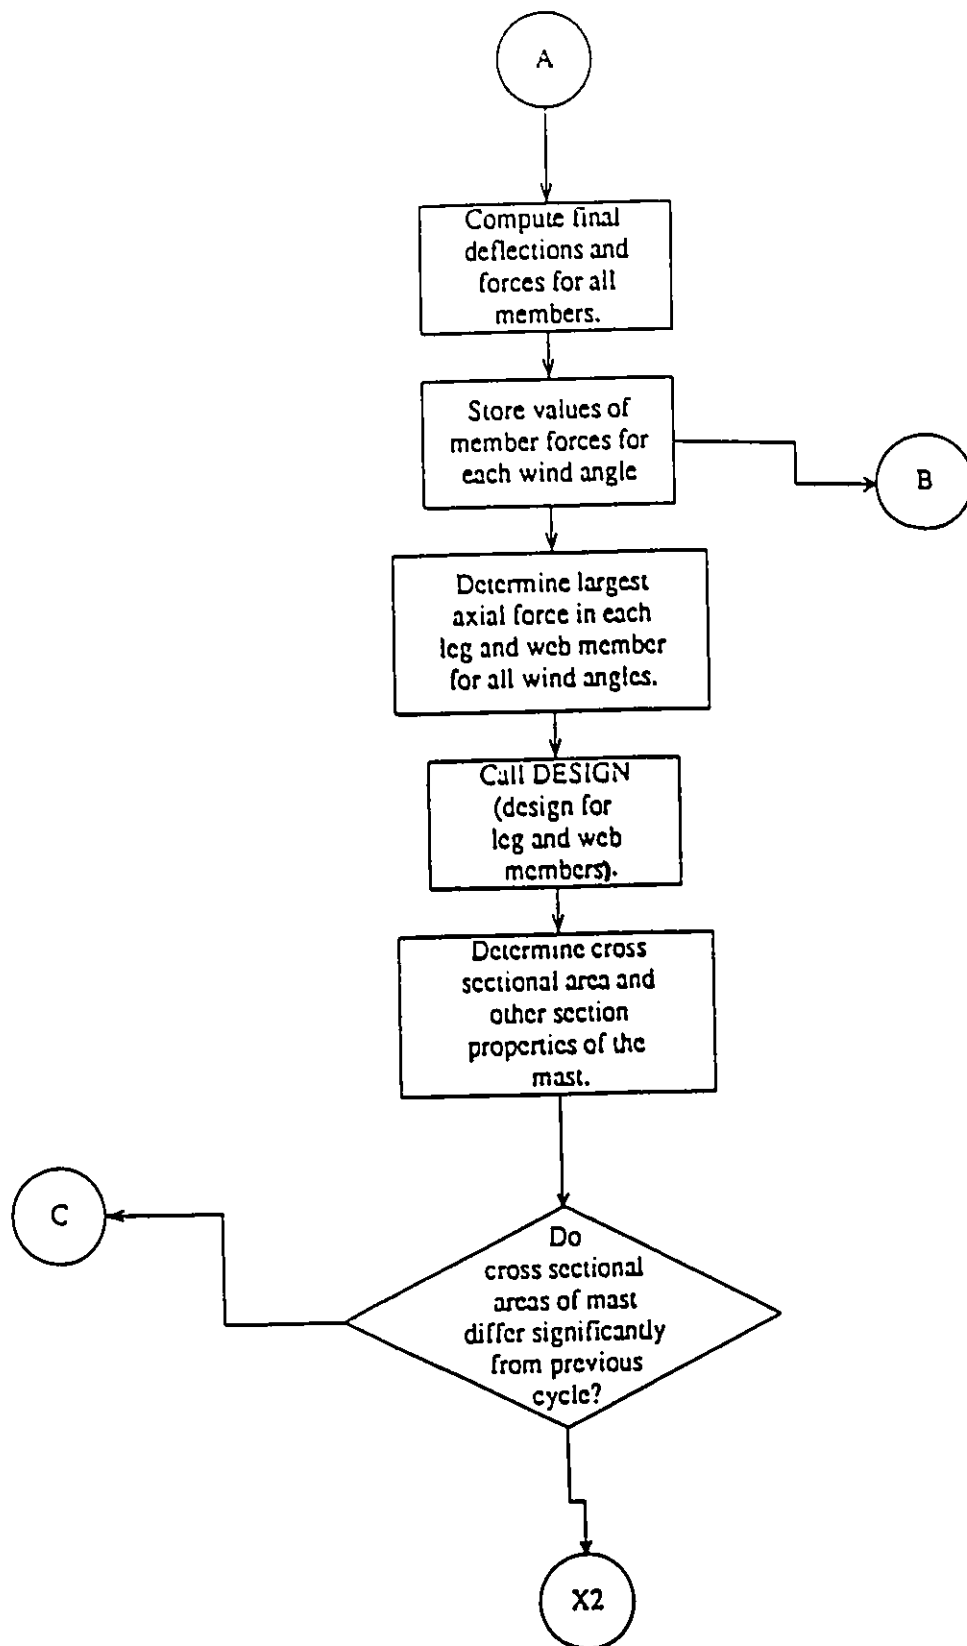 A
Compute final
deflections and
forces for all
members.
Store values of
member forces for
each wind angle
B
Determine largest
axial force in each
leg and web member
for all wind angles.
Call DESIGN
(design for
leg and web
members).
Determine cross
sectional area and
other section
properties of the
mast.
C
Do
cross sectional
areas of mast
differ significantly
from previous
cycle?
X2